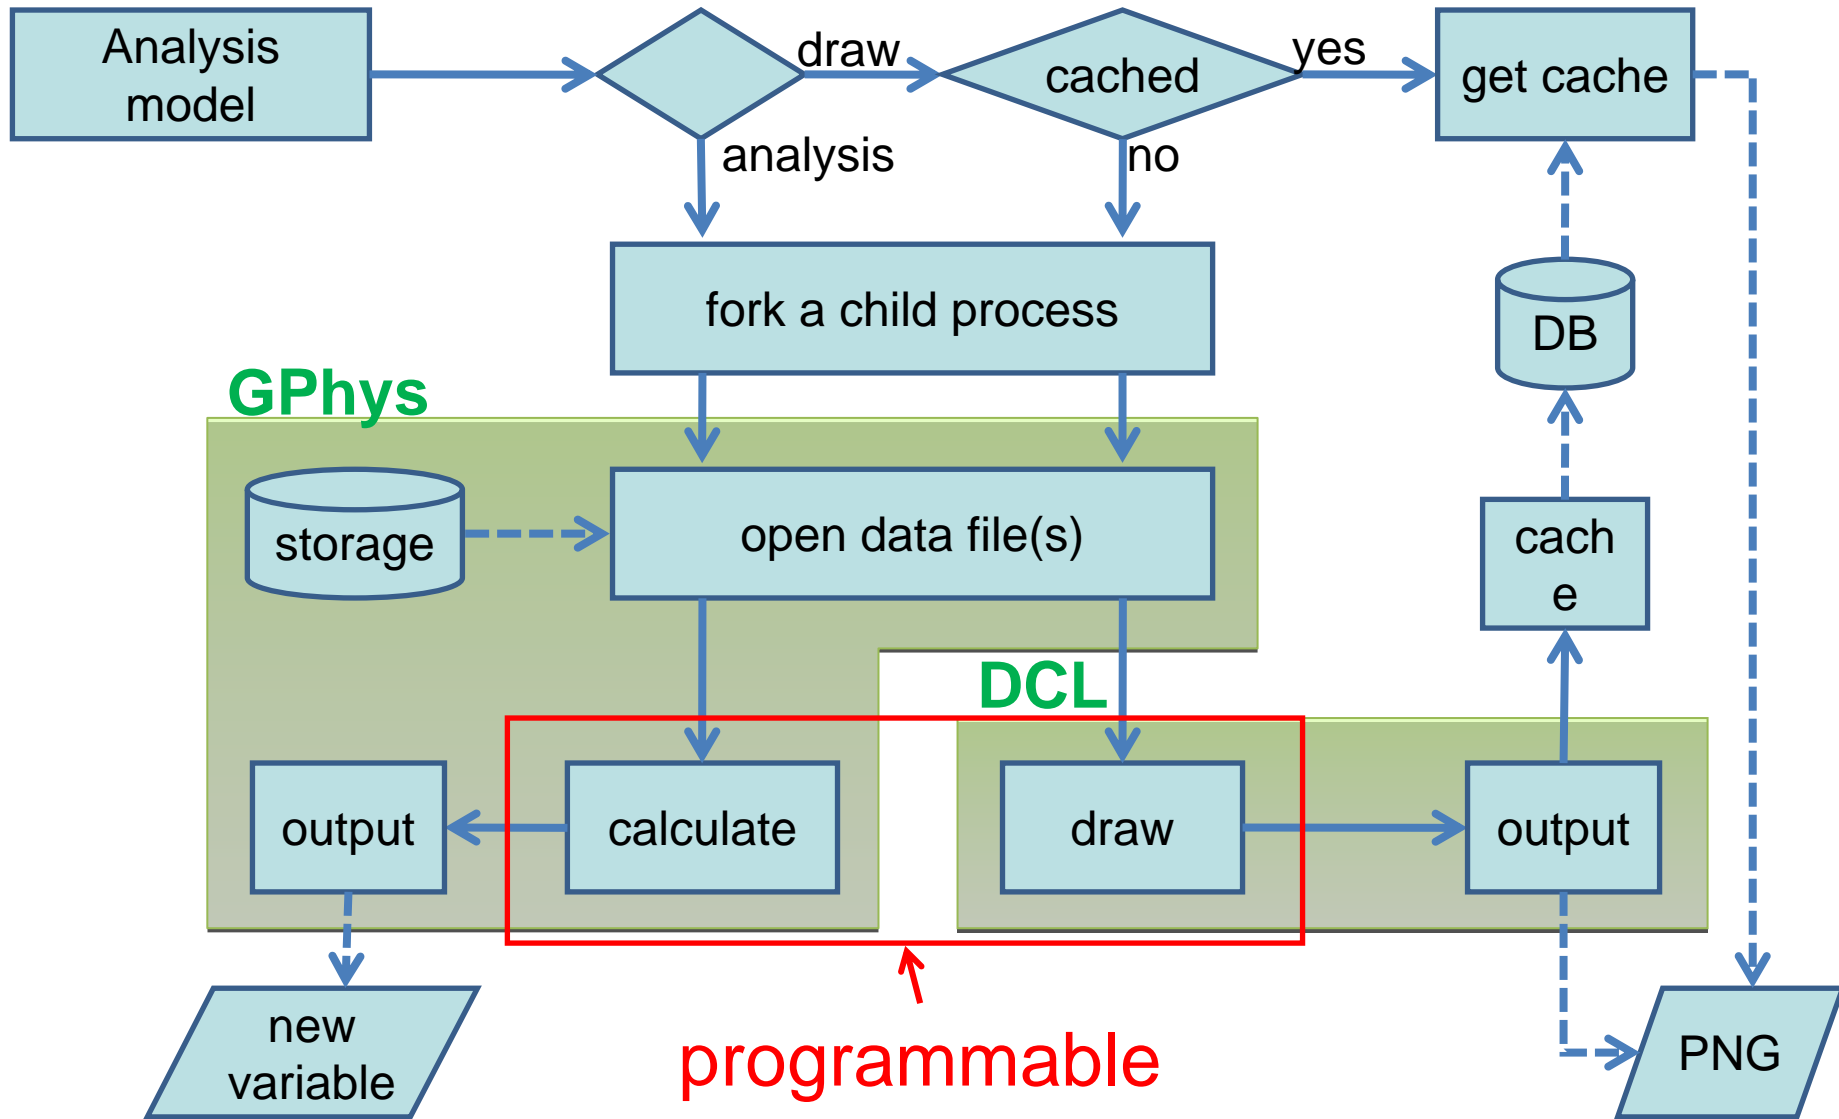 Analysis
model
draw
cached
yes
get cache
analysis
no
fork a child process
DB
GPhys
storage
open data file(s)
cach
e
DCL
output
calculate
draw
output
new
variable
programmable
PNG